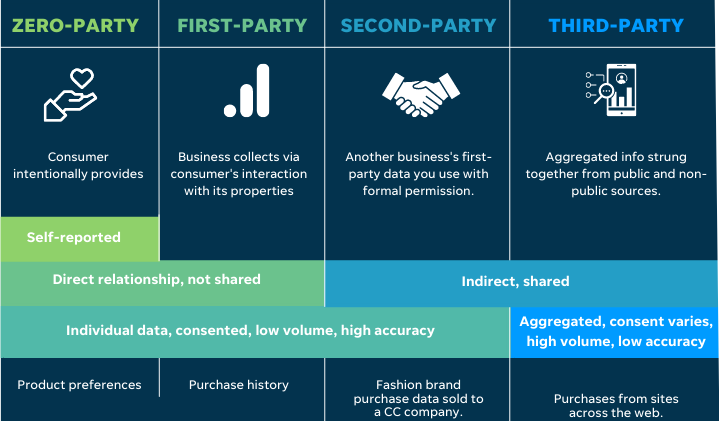 ZERO-PARTY
FIRST-PARTY
SECOND-PARTY
THIRD-PARTY
Consumer
intentionally provides
Business collects via
consumer's interaction
with its properties
Another business's first-
party data you use with
formal permission.
Aggregated info strung
together from public and non-
public sources.
Self-reported
Direct relationship, not shared
Indirect, shared
Individual data, consented, low volume, high accuracy
Aggregated, consent varies,
high volume, low accuracy
Product preferences
Purchase history
Fashion brand
purchase data sold to
a CC company.
Purchases from sites
across the web.